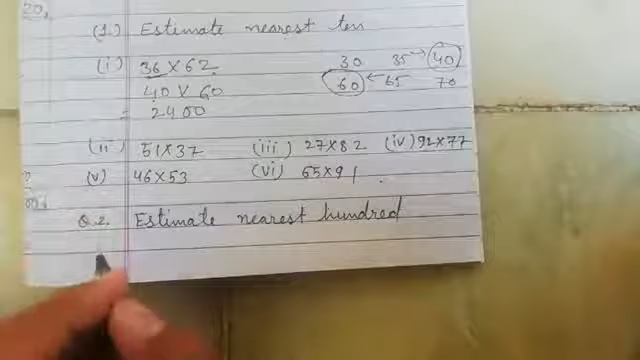 20,
(1.) Estimate nearest ten
(i) 36 × 62 30 35 → 40
40 × 60 60 ← 65 70
= 2400
(ii) 51×37 (iii) 27×82 (iv) 92×77
(v) 46×53 (vi) 65×91.
Q.2. Estimate nearest hundred